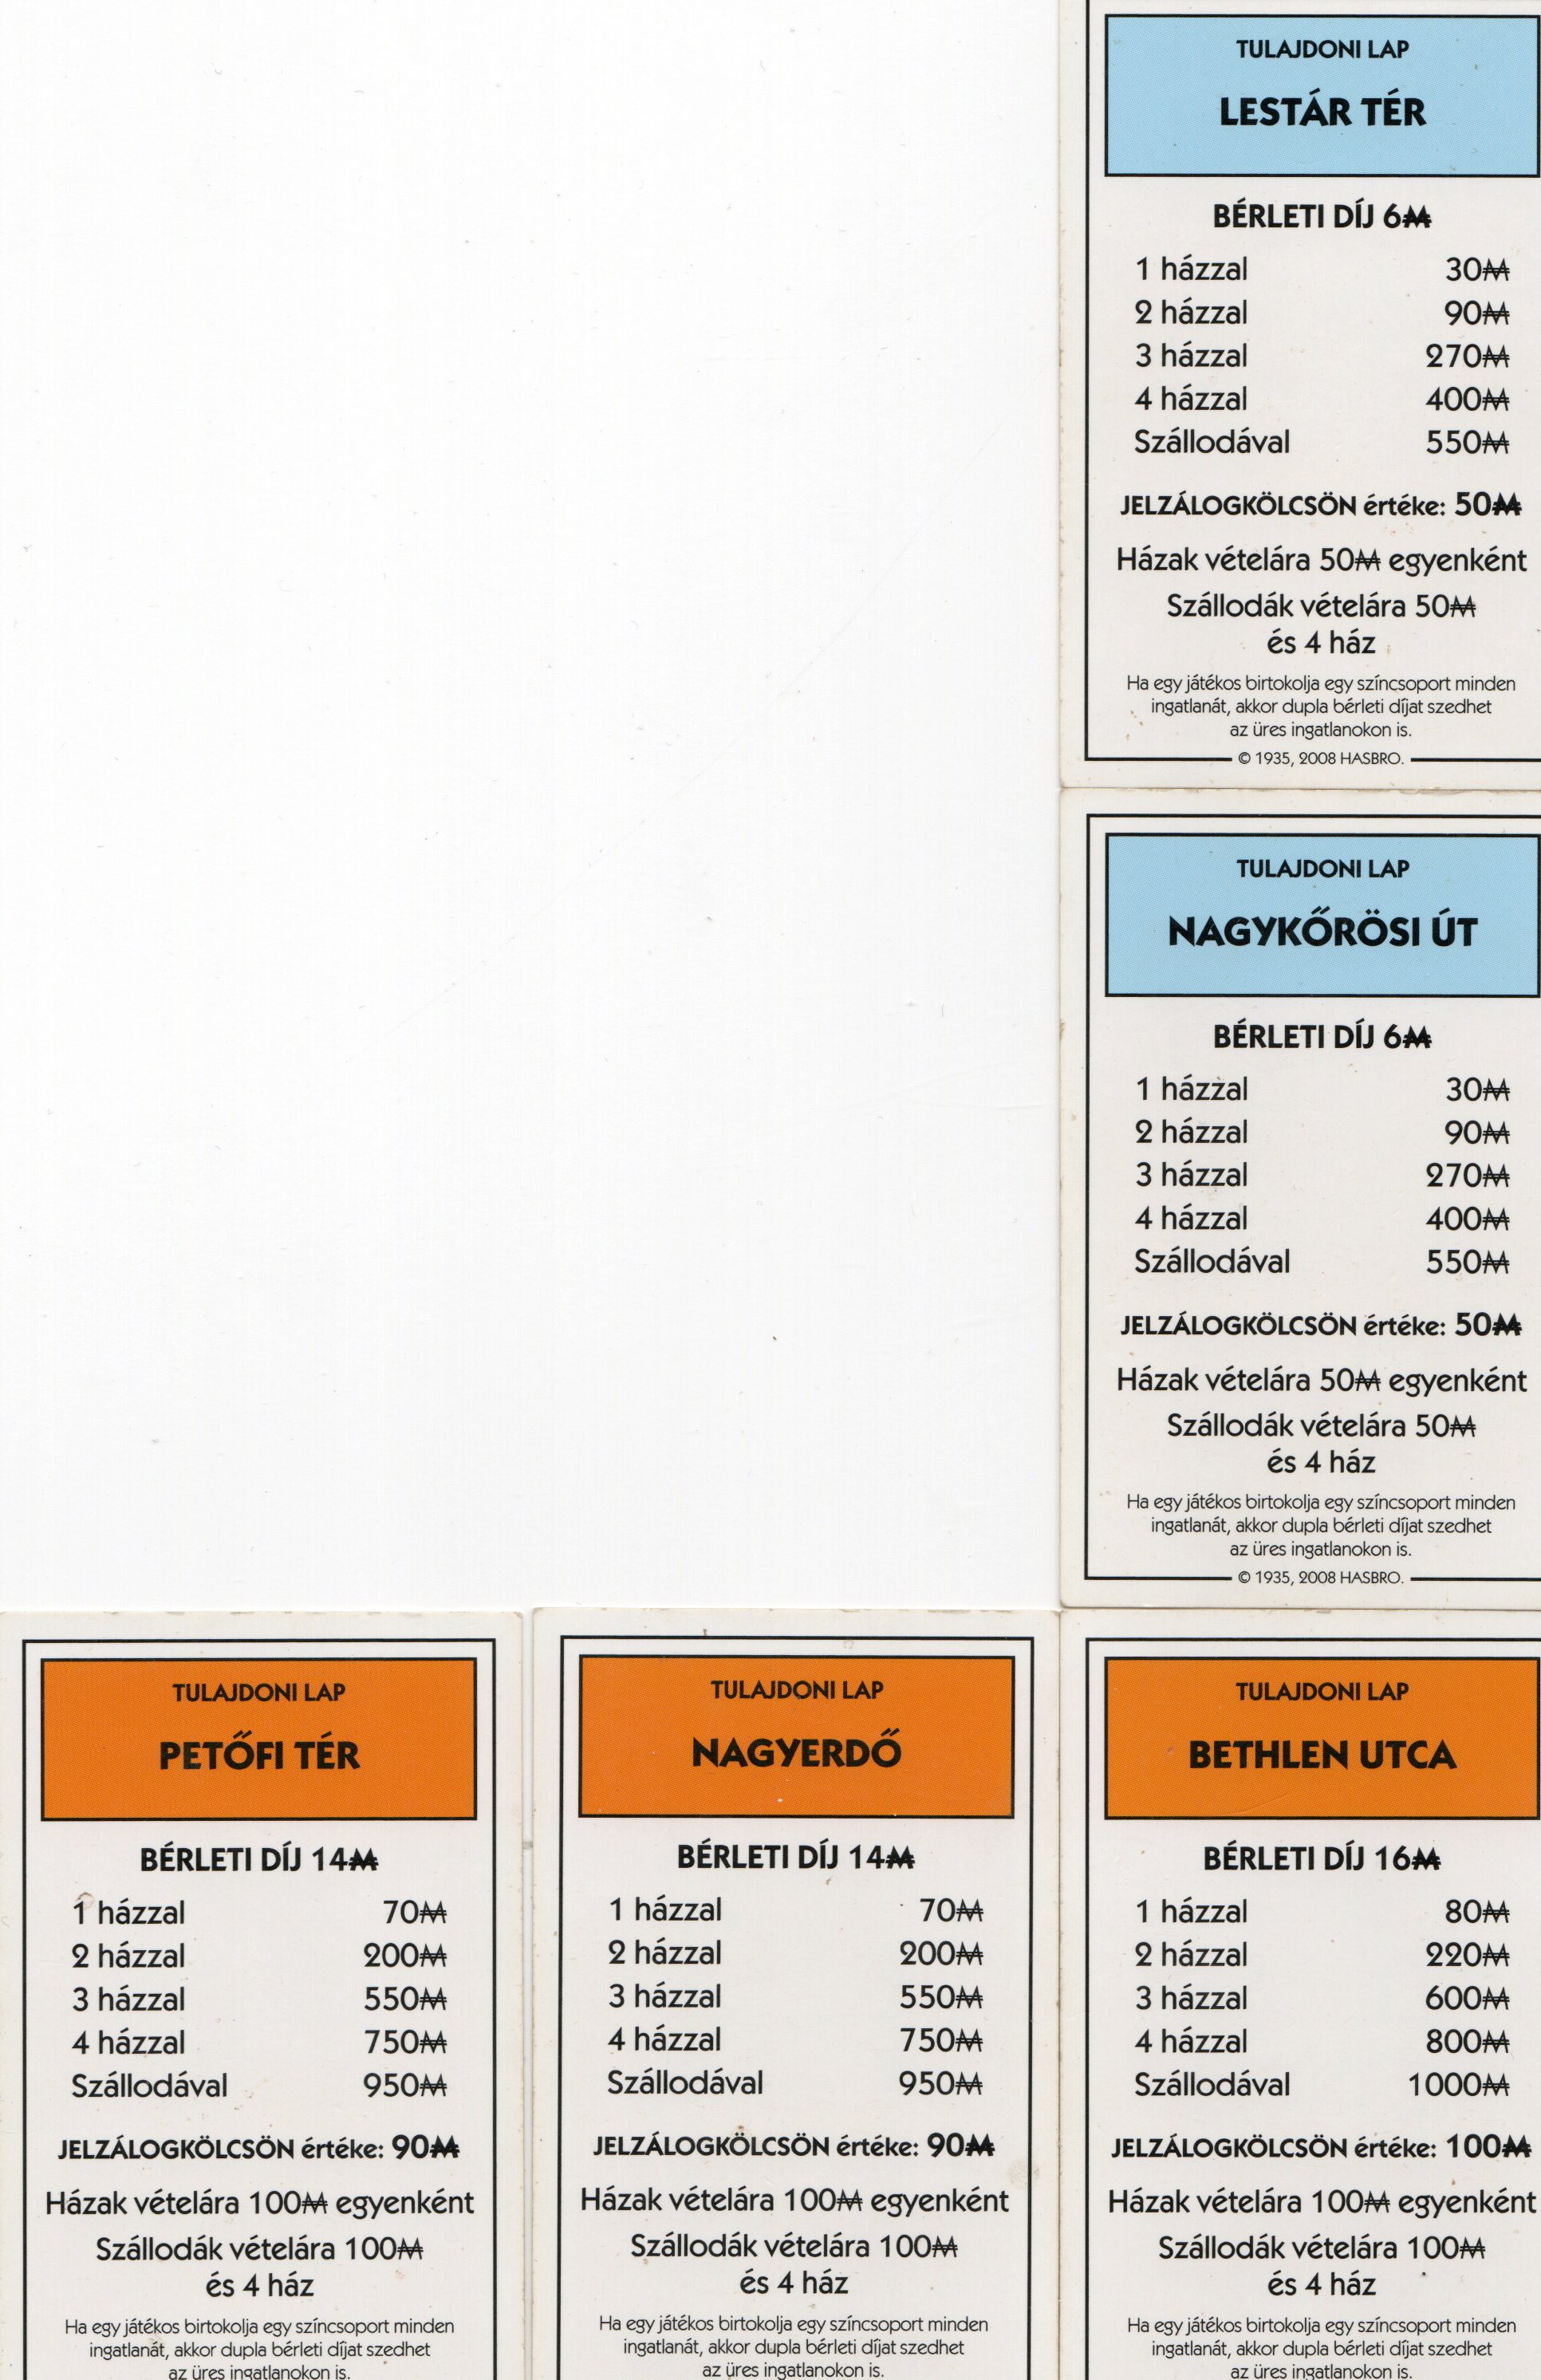 TULAJDONI LAP
LESTÁR TÉR
BÉRLETI DÍJ 6M
1 házzal 30M
2 házzal 90M
3 házzal 270M
4 házzal 400M
Szállodával 550M
JELZÁLOGKÖLCSÖN értéke: 50M
Házak vételára 50M egyenként
Szállodák vételára 50M
és 4 ház
Ha egy játékos birtokolja egy színcsoport minden
ingatlanát, akkor dupla bérleti díjat szedhet
az üres ingatlanokon is.
© 1935, 2008 HASBRO.
TULAJDONI LAP
NAGYKŐRÖSI ÚT
BÉRLETI DÍJ 6M
1 házzal 30M
2 házzal 90M
3 házzal 270M
4 házzal 400M
Szállodával 550M
JELZÁLOGKÖLCSÖN értéke: 50M
Házak vételára 50M egyenként
Szállodák vételára 50M
és 4 ház
Ha egy játékos birtokolja egy színcsoport minden
ingatlanát, akkor dupla bérleti díjat szedhet
az üres ingatlanokon is.
© 1935, 2008 HASBRO.
TULAJDONI LAP
PETŐFI TÉR
BÉRLETI DÍJ 14M
1 házzal 70M
2 házzal 200M
3 házzal 550M
4 házzal 750M
Szállodával 950M
JELZÁLOGKÖLCSÖN értéke: 90M
Házak vételára 100M egyenként
Szállodák vételára 100M
és 4 ház
Ha egy játékos birtokolja egy színcsoport minden
ingatlanát, akkor dupla bérleti díjat szedhet
az üres ingatlanokon is.
TULAJDONI LAP
NAGYERDŐ
BÉRLETI DÍJ 14M
1 házzal 70M
2 házzal 200M
3 házzal 550M
4 házzal 750M
Szállodával 950M
JELZÁLOGKÖLCSÖN értéke: 90M
Házak vételára 100M egyenként
Szállodák vételára 100M
és 4 ház
Ha egy játékos birtokolja egy színcsoport minden
ingatlanát, akkor dupla bérleti díjat szedhet
az üres ingatlanokon is.
TULAJDONI LAP
BETHLEN UTCA
BÉRLETI DÍJ 16M
1 házzal 80M
2 házzal 220M
3 házzal 600M
4 házzal 800M
Szállodával 1000M
JELZÁLOGKÖLCSÖN értéke: 100M
Házak vételára 100M egyenként
Szállodák vételára 100M
és 4 ház
Ha egy játékos birtokolja egy színcsoport minden
ingatlanát, akkor dupla bérleti díjat szedhet
az üres ingatlanokon is.